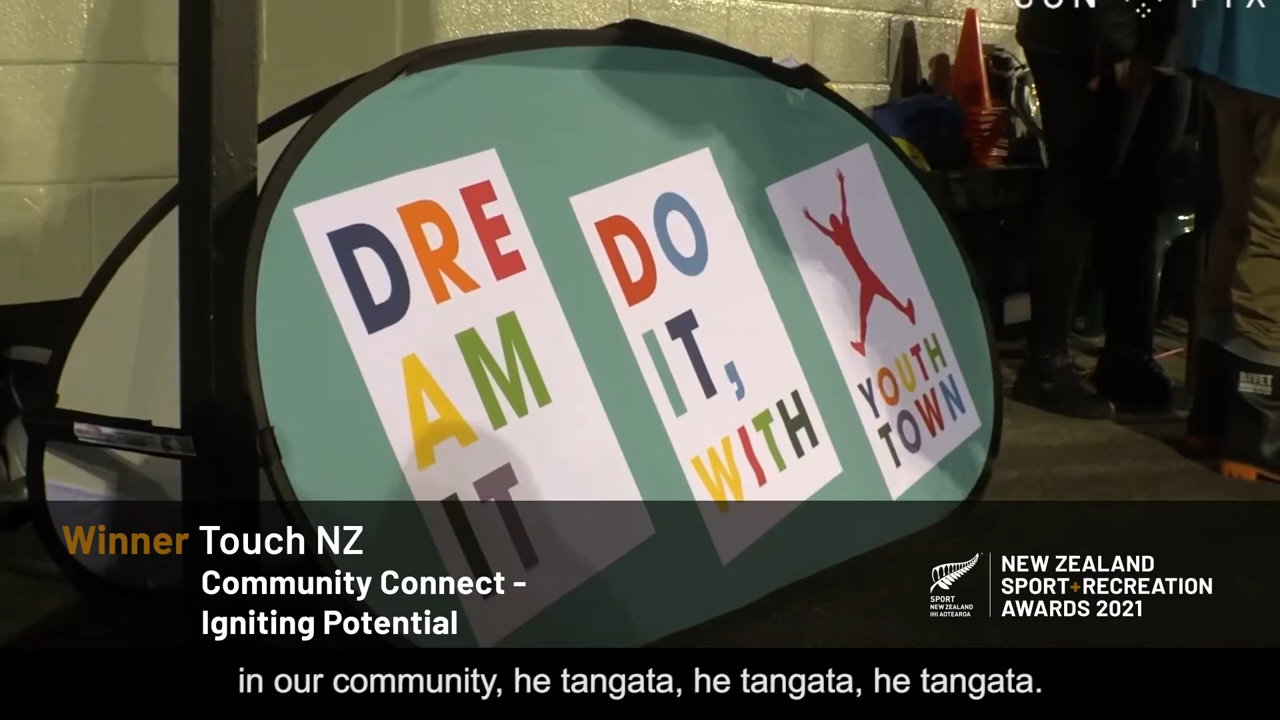 DRE
AM
IT
DO
IT,
WITH
YOUTH
TOWN
RIVET
Winner Touch NZ
Community Connect -
Igniting Potential
SPORT
NEW ZEALAND
IHI AOTEAROA
NEW ZEALAND
SPORT+RECREATION
AWARDS 2021
in our community, he tangata, he tangata, he tangata.